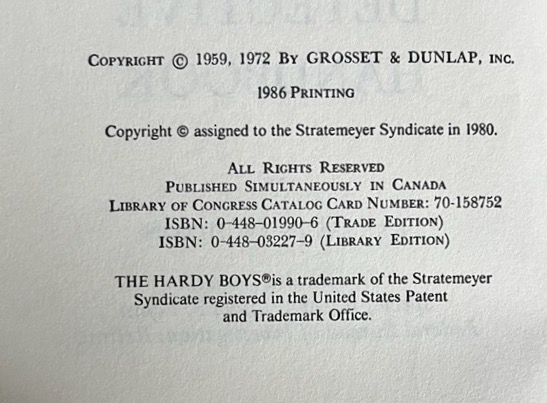 COPYRIGHT © 1959, 1972 BY GROSSET & DUNLAP, INC.
1986 PRINTING
Copyright © assigned to the Stratemeyer Syndicate in 1980.
ALL RIGHTS RESERVED
PUBLISHED SIMULTANEOUSLY IN CANADA
LIBRARY OF CONGRESS CATALOG CARD NUMBER: 70-158752
ISBN: 0-448-01990-6 (TRADE EDITION)
ISBN: 0-448-03227-9 (LIBRARY EDITION)
THE HARDY BOYS® is a trademark of the Stratemeyer
Syndicate registered in the United States Patent
and Trademark Office.